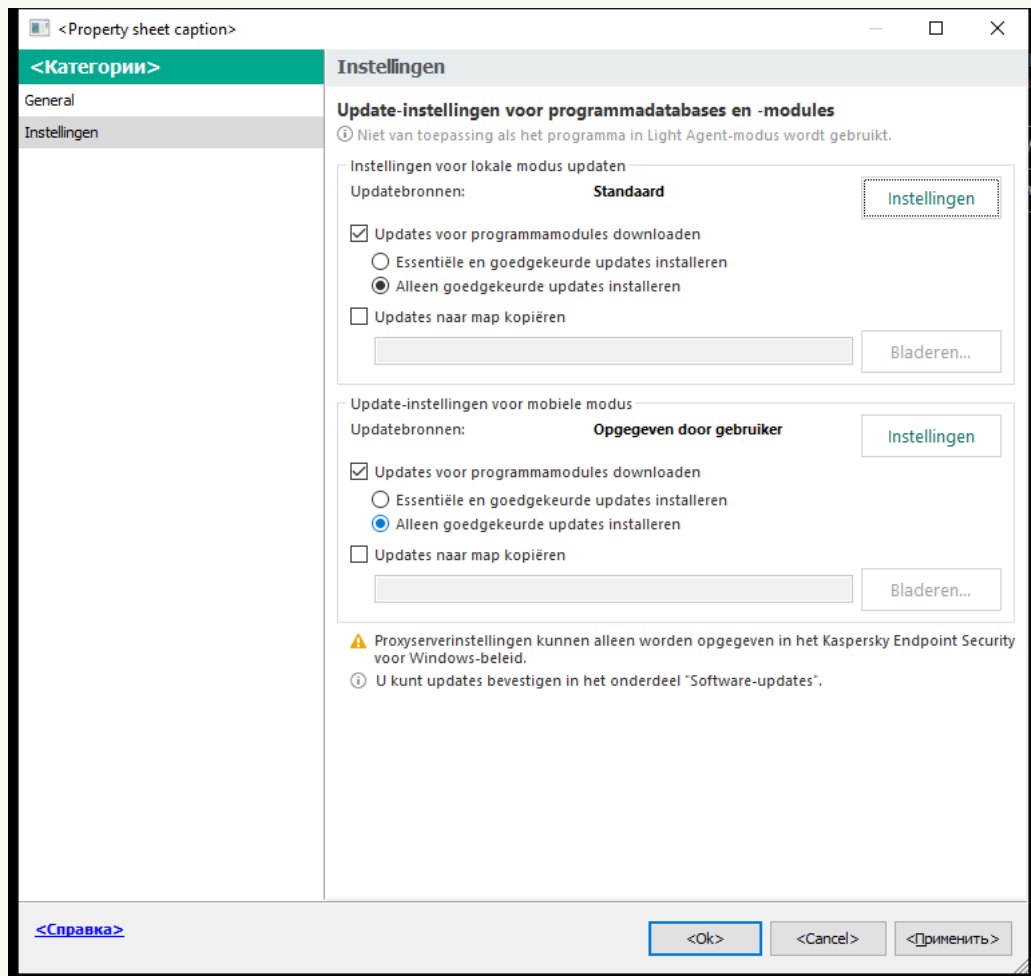 <Property sheet caption>
<Категории>
General
Instellingen
Instellingen
Update-instellingen voor programmadatabases en -modules
Niet van toepassing als het programma in Light Agent-modus wordt gebruikt.
Instellingen voor lokale modus updaten
Updatebronnen: Standaard
Instellingen
Updates voor programmamodules downloaden
Essentiële en goedgekeurde updates installeren
Alleen goedgekeurde updates installeren
Updates naar map kopiëren
Bladeren...
Update-instellingen voor mobiele modus
Updatebronnen: Opgegeven door gebruiker
Instellingen
Updates voor programmamodules downloaden
Essentiële en goedgekeurde updates installeren
Alleen goedgekeurde updates installeren
Updates naar map kopiëren
Bladeren...
Proxyserverinstellingen kunnen alleen worden opgegeven in het Kaspersky Endpoint Security
voor Windows-beleid.
U kunt updates bevestigen in het onderdeel "Software-updates".
<Справка>
<Ok> <Cancel> <Применить>